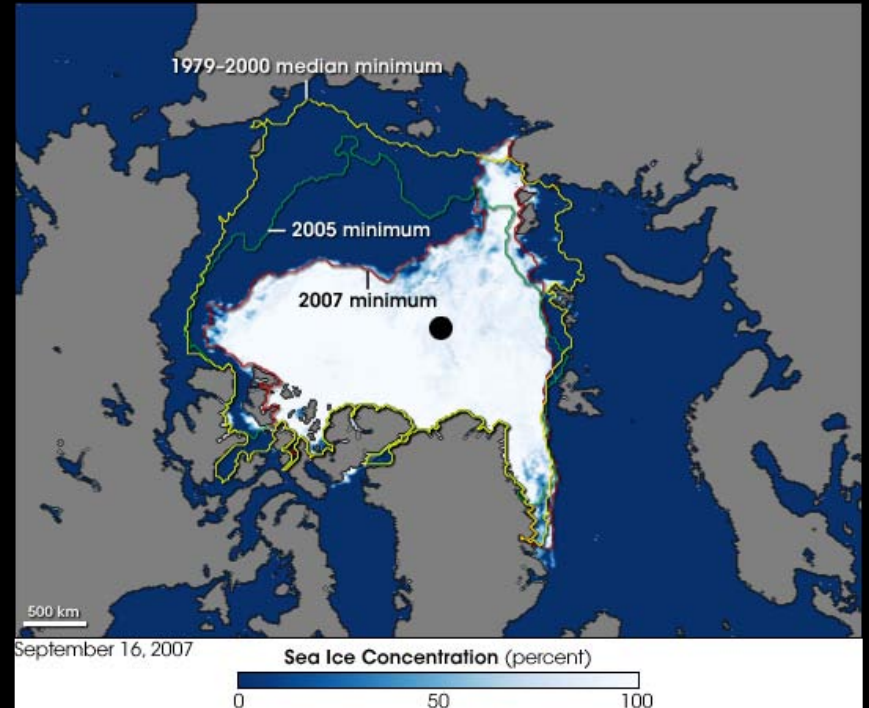 1979-2000 median minimum
2005 minimum
2007 minimum
500 km
September 16, 2007
Sea Ice Concentration (percent)
0 50 100